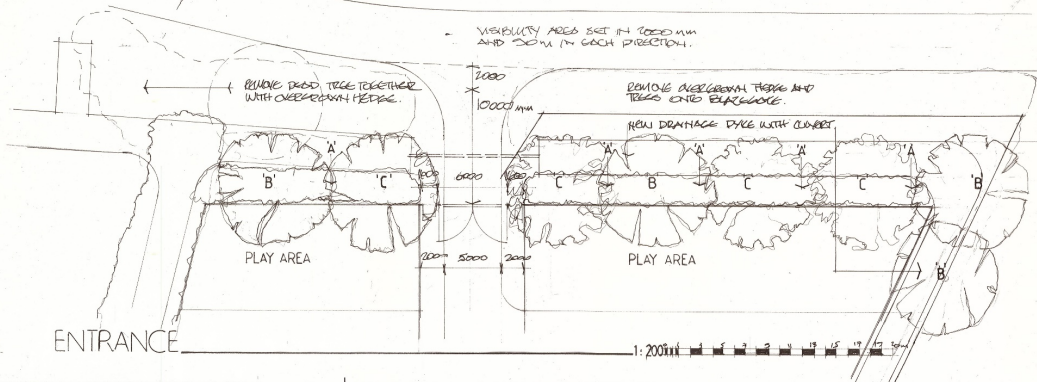 VISIBILITY AREA SET IN 2000 mm
AND 90m IN EACH DIRECTION.
REMOVE DEAD TREE TOGETHER
WITH OVERGROWN HEDGE.
2000
10000 mm
REMOVE OVERGROWN HEDGE AND
TREES ONTO
NEW DRAINAGE DYKE WITH CULVERT
'A'
'A'
'A'
'A'
'A'
'B'
'C'
6000
C
B
C
C
'B'
PLAY AREA
2000
5000
2000
PLAY AREA
'B'
ENTRANCE
1:200